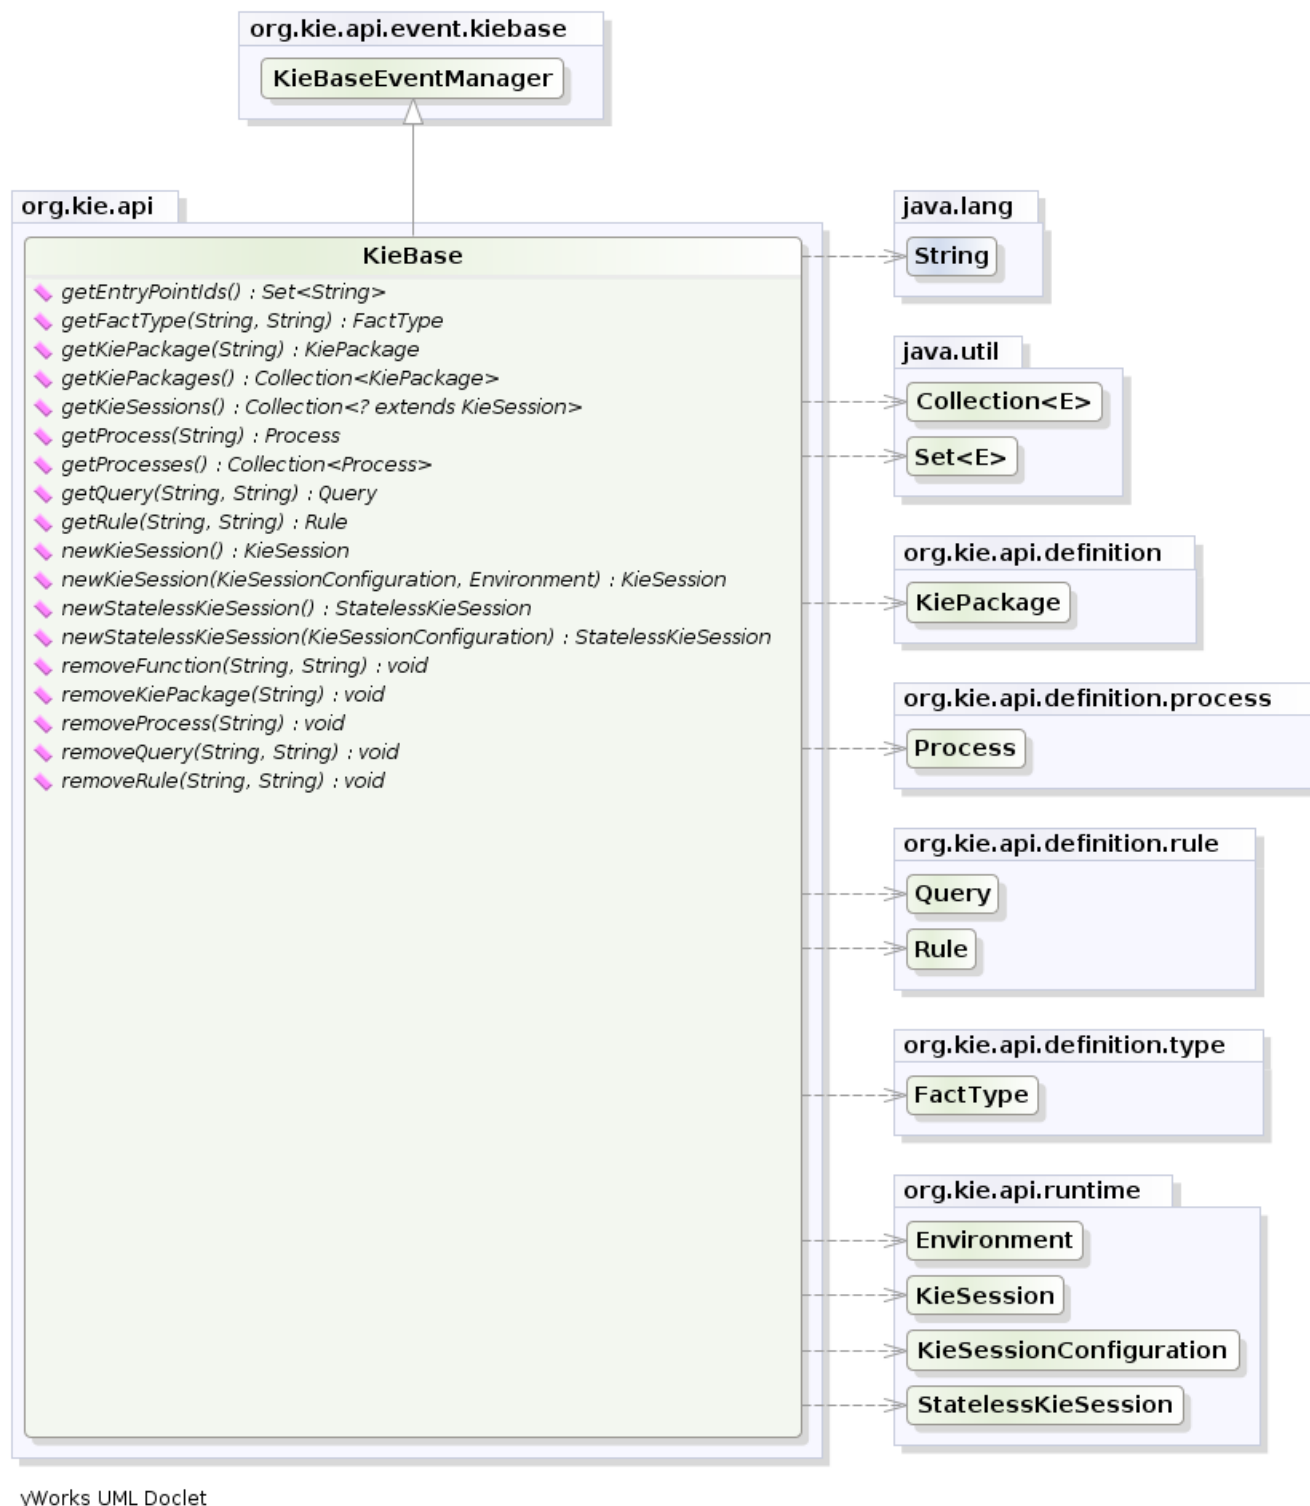 org.kie.api.event.kiebase
KieBaseEventManager
org.kie.api
KieBase
getEntryPointIds() : Set<String>
getFactType(String, String) : FactType
getKiePackage(String) : KiePackage
getKiePackages() : Collection<KiePackage>
getKieSessions() : Collection<? extends KieSession>
getProcess(String) : Process
getProcesses() : Collection<Process>
getQuery(String, String) : Query
getRule(String, String) : Rule
newKieSession() : KieSession
newKieSession(KieSessionConfiguration, Environment) : KieSession
newStatelessKieSession() : StatelessKieSession
newStatelessKieSession(KieSessionConfiguration) : StatelessKieSession
removeFunction(String, String) : void
removeKiePackage(String) : void
removeProcess(String) : void
removeQuery(String, String) : void
removeRule(String, String) : void
java.lang
String
java.util
Collection<E>
Set<E>
org.kie.api.definition
KiePackage
org.kie.api.definition.process
Process
org.kie.api.definition.rule
Query
Rule
org.kie.api.definition.type
FactType
org.kie.api.runtime
Environment
KieSession
KieSessionConfiguration
StatelessKieSession
yWorks UML Doclet